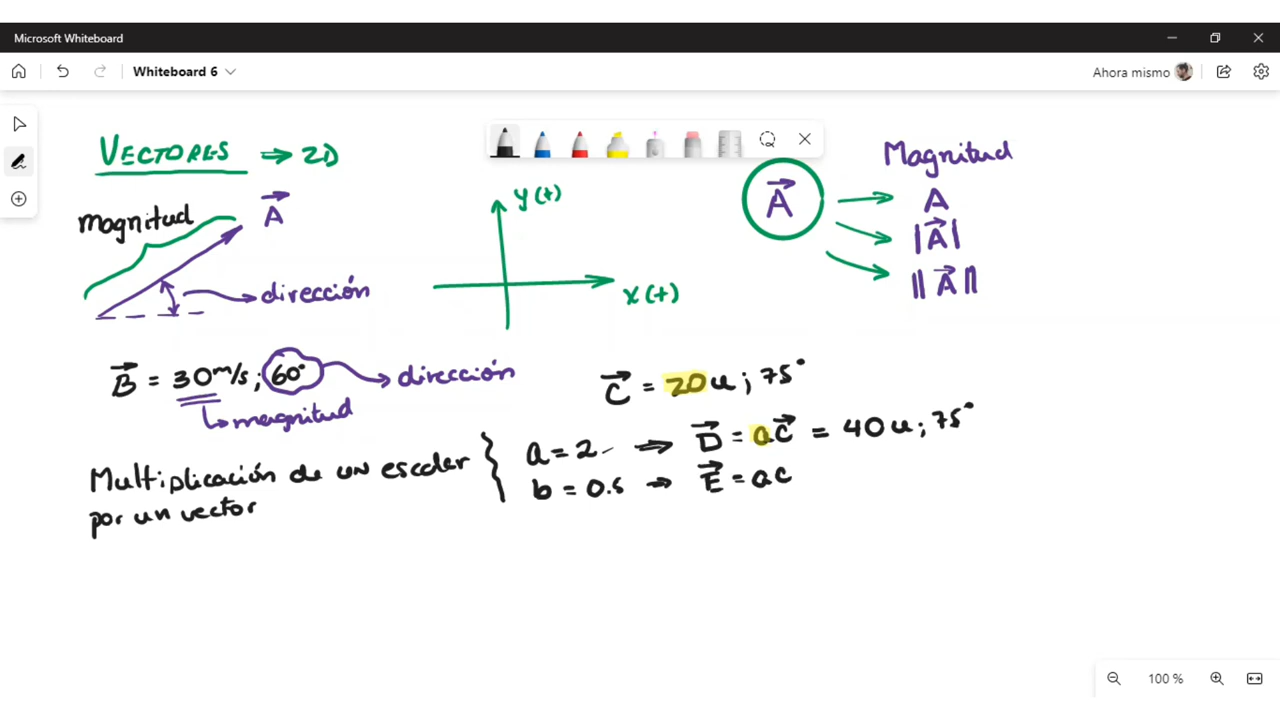 Microsoft Whiteboard
Whiteboard 6
Ahora mismo
VECTORES → 2D
magnitud
A⃗
dirección
y (+)
x (+)
A⃗
Magnitud
A
|A⃗|
‖A⃗‖
B⃗ = 30 m/s ; 60°
dirección
magnitud
C⃗ = 20 u ; 75°
Multiplicación de un escalar
por un vector
a = 2 → D⃗ = aC⃗ = 40 u ; 75°
b = 0.5 → E⃗ = ac
100 %